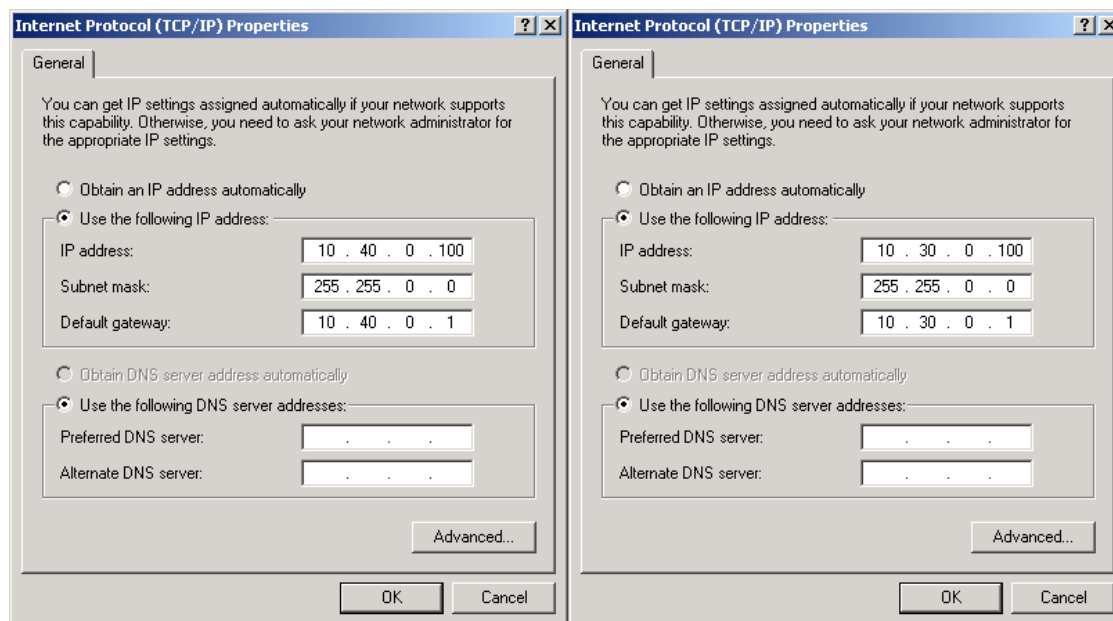 Internet Protocol (TCP/IP) Properties
General
You can get IP settings assigned automatically if your network supports
this capability. Otherwise, you need to ask your network administrator for
the appropriate IP settings.
Obtain an IP address automatically
Use the following IP address:
IP address: 10 . 40 . 0 . 100
Subnet mask: 255 . 255 . 0 . 0
Default gateway: 10 . 40 . 0 . 1
Obtain DNS server address automatically
Use the following DNS server addresses:
Preferred DNS server: . . .
Alternate DNS server: . . .
Advanced...
OK Cancel
Internet Protocol (TCP/IP) Properties
General
You can get IP settings assigned automatically if your network supports
this capability. Otherwise, you need to ask your network administrator for
the appropriate IP settings.
Obtain an IP address automatically
Use the following IP address:
IP address: 10 . 30 . 0 . 100
Subnet mask: 255 . 255 . 0 . 0
Default gateway: 10 . 30 . 0 . 1
Obtain DNS server address automatically
Use the following DNS server addresses:
Preferred DNS server: . . .
Alternate DNS server: . . .
Advanced...
OK Cancel